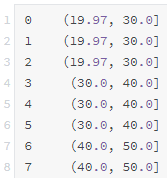 1 0 (19.97, 30.0]
2 1 (19.97, 30.0]
3 2 (19.97, 30.0]
4 3 (30.0, 40.0]
5 4 (30.0, 40.0]
6 5 (30.0, 40.0]
7 6 (40.0, 50.0]
8 7 (40.0, 50.0]